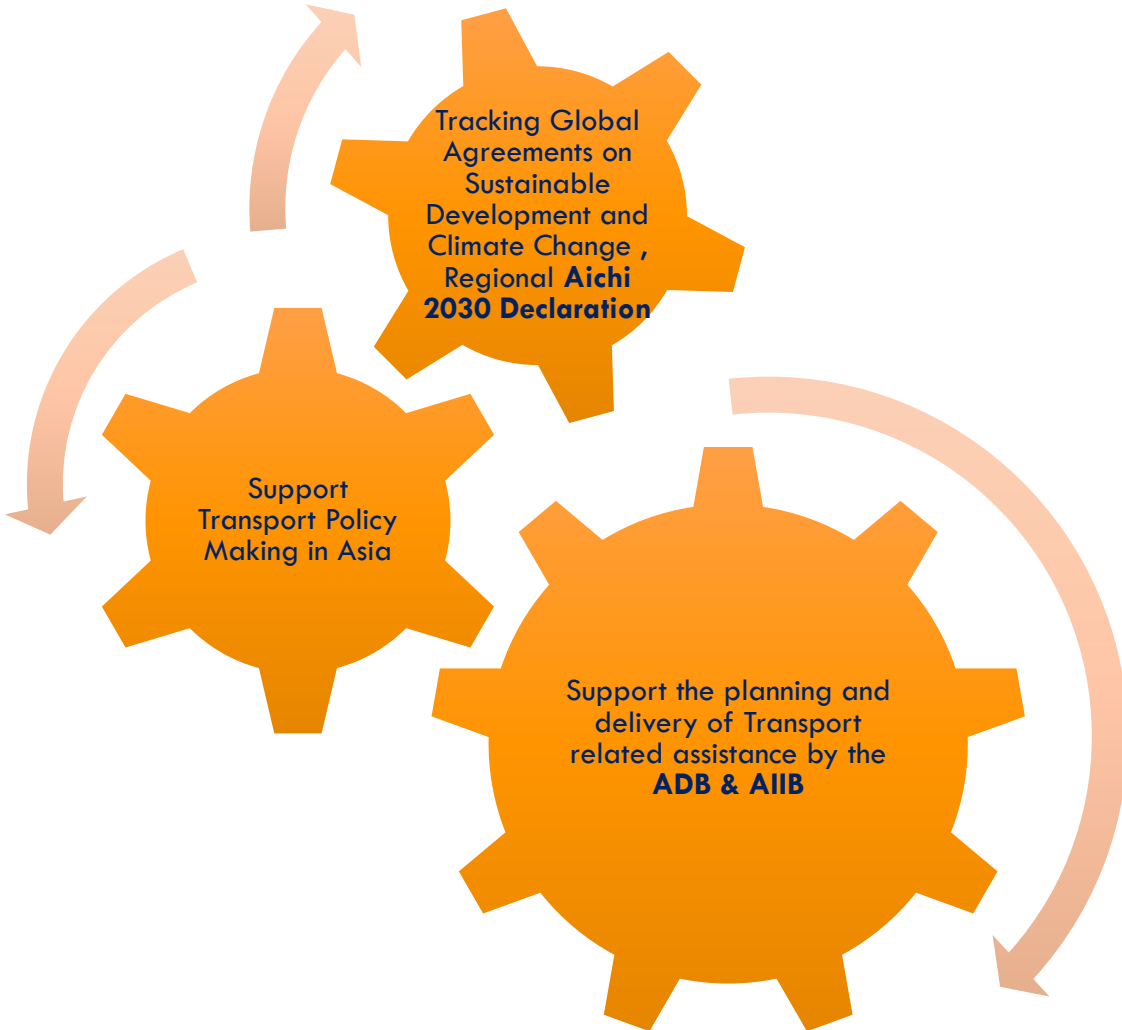 Tracking Global
Agreements on
Sustainable
Development and
Climate Change ,
Regional Aichi
2030 Declaration
Support
Transport Policy
Making in Asia
Support the planning and
delivery of Transport
related assistance by the
ADB & AIIB